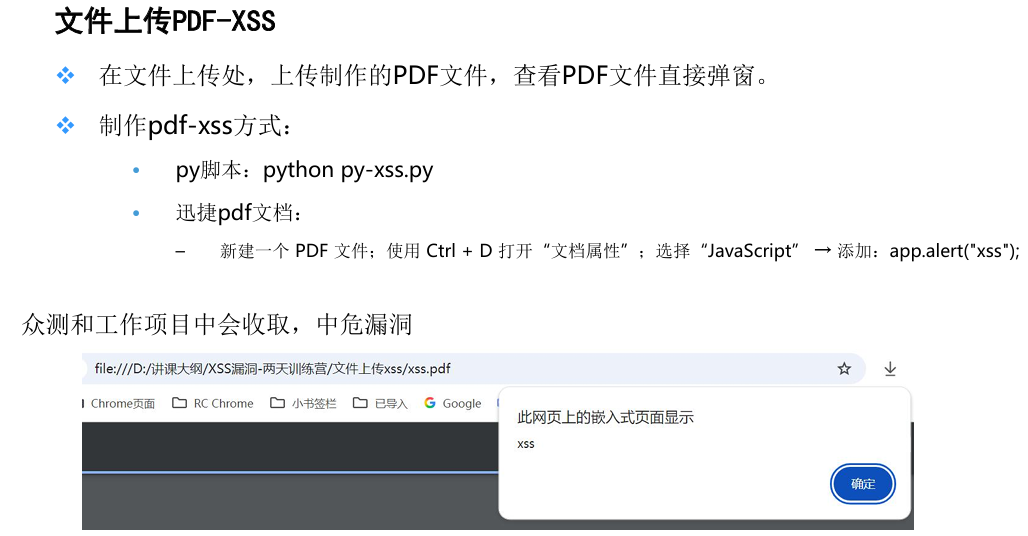 文件上传PDF-XSS
在文件上传处，上传制作的PDF文件，查看PDF文件直接弹窗。
制作pdf-xss方式：
py脚本：python py-xss.py
迅捷pdf文档：
– 新建一个 PDF 文件；使用 Ctrl + D 打开“文档属性”；选择“JavaScript” → 添加：app.alert("xss");
众测和工作项目中会收取，中危漏洞
file:///D:/讲课大纲/XSS漏洞-两天训练营/文件上传xss/xss.pdf
Chrome页面 RC Chrome 小书签栏 已导入 Google
此网页上的嵌入式页面显示
xss
确定